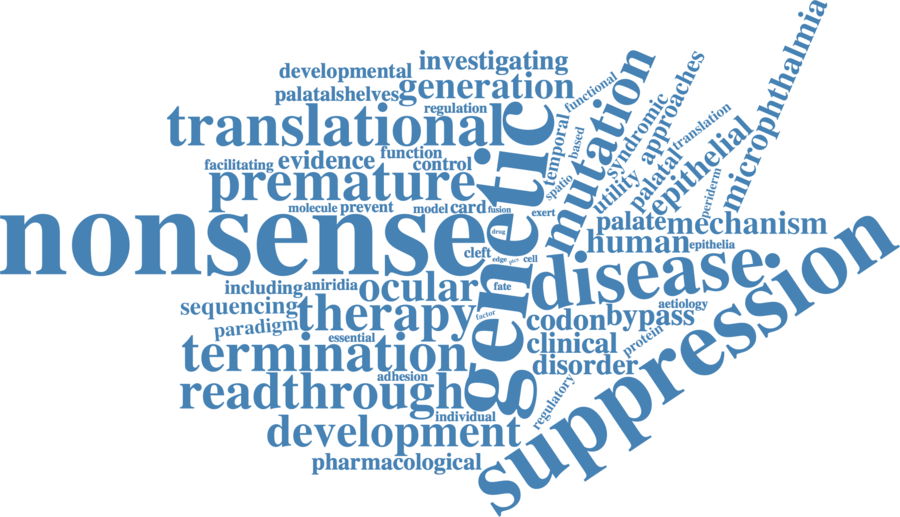 microphthalmia
investigating
developmental
generation
palatalshelves
regulation
functional
mutation
approaches
syndromic
translational
temporal
based
translation
function
control
facilitating
evidence
premature
spatio
utility
palatal
epithelial
periderm
molecule
prevent
model
card
fusion
exert
nonsense
genetic
drug
palate
mechanism
human
epithelia
cleft
edge
ptcs
cell
disease
suppression
including
aniridia
ocular
fate
sequencing
therapy
factor
codon
bypass
aetiology
paradigm
essential
clinical
protein
termination
disorder
adhesion
readthrough
regulatory
individual
development
pharmacological